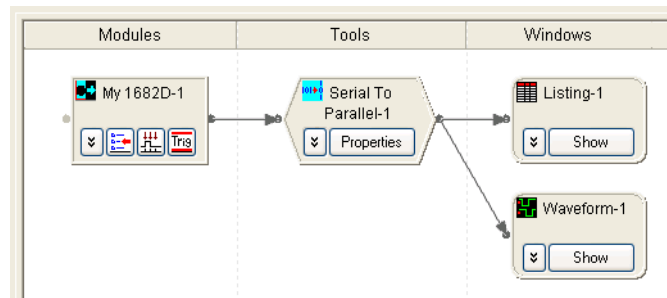 Modules
Tools
Windows
My 1682D-1
Trig
Serial To
Parallel-1
Properties
Listing-1
Show
Waveform-1
Show